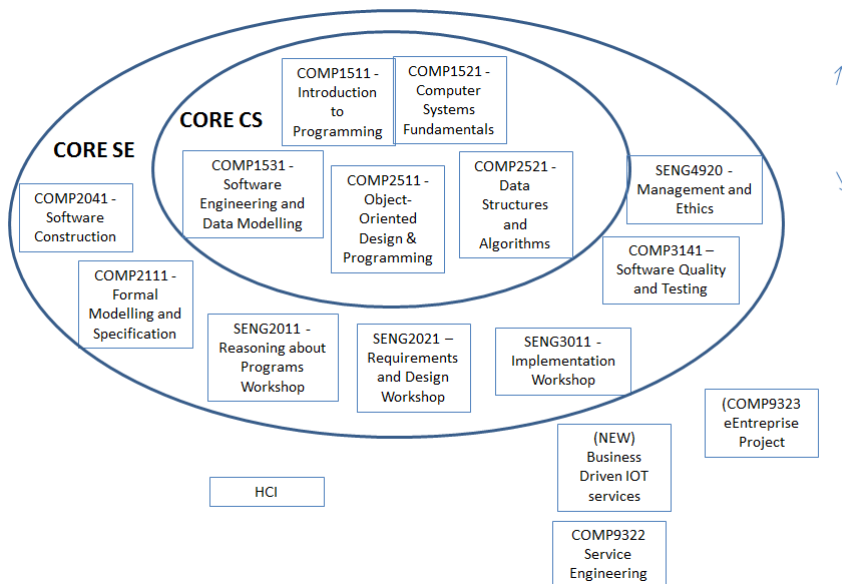 COMP1511 -
Introduction
to
Programming
COMP1521 -
Computer
Systems
Fundamentals
CORE CS
CORE SE
COMP1531 -
Software
Engineering and
Data Modelling
COMP2511 -
Object-
Oriented
Design &
Programming
COMP2521 -
Data
Structures
and
Algorithms
SENG4920 -
Management and
Ethics
COMP2041 -
Software
Construction
COMP3141 –
Software Quality
and Testing
COMP2111 -
Formal
Modelling and
Specification
SENG2011 -
Reasoning about
Programs
Workshop
SENG2021 –
Requirements
and Design
Workshop
SENG3011 -
Implementation
Workshop
(COMP9323
eEntreprise
Project
(NEW)
Business
Driven IOT
services
HCI
COMP9322
Service
Engineering